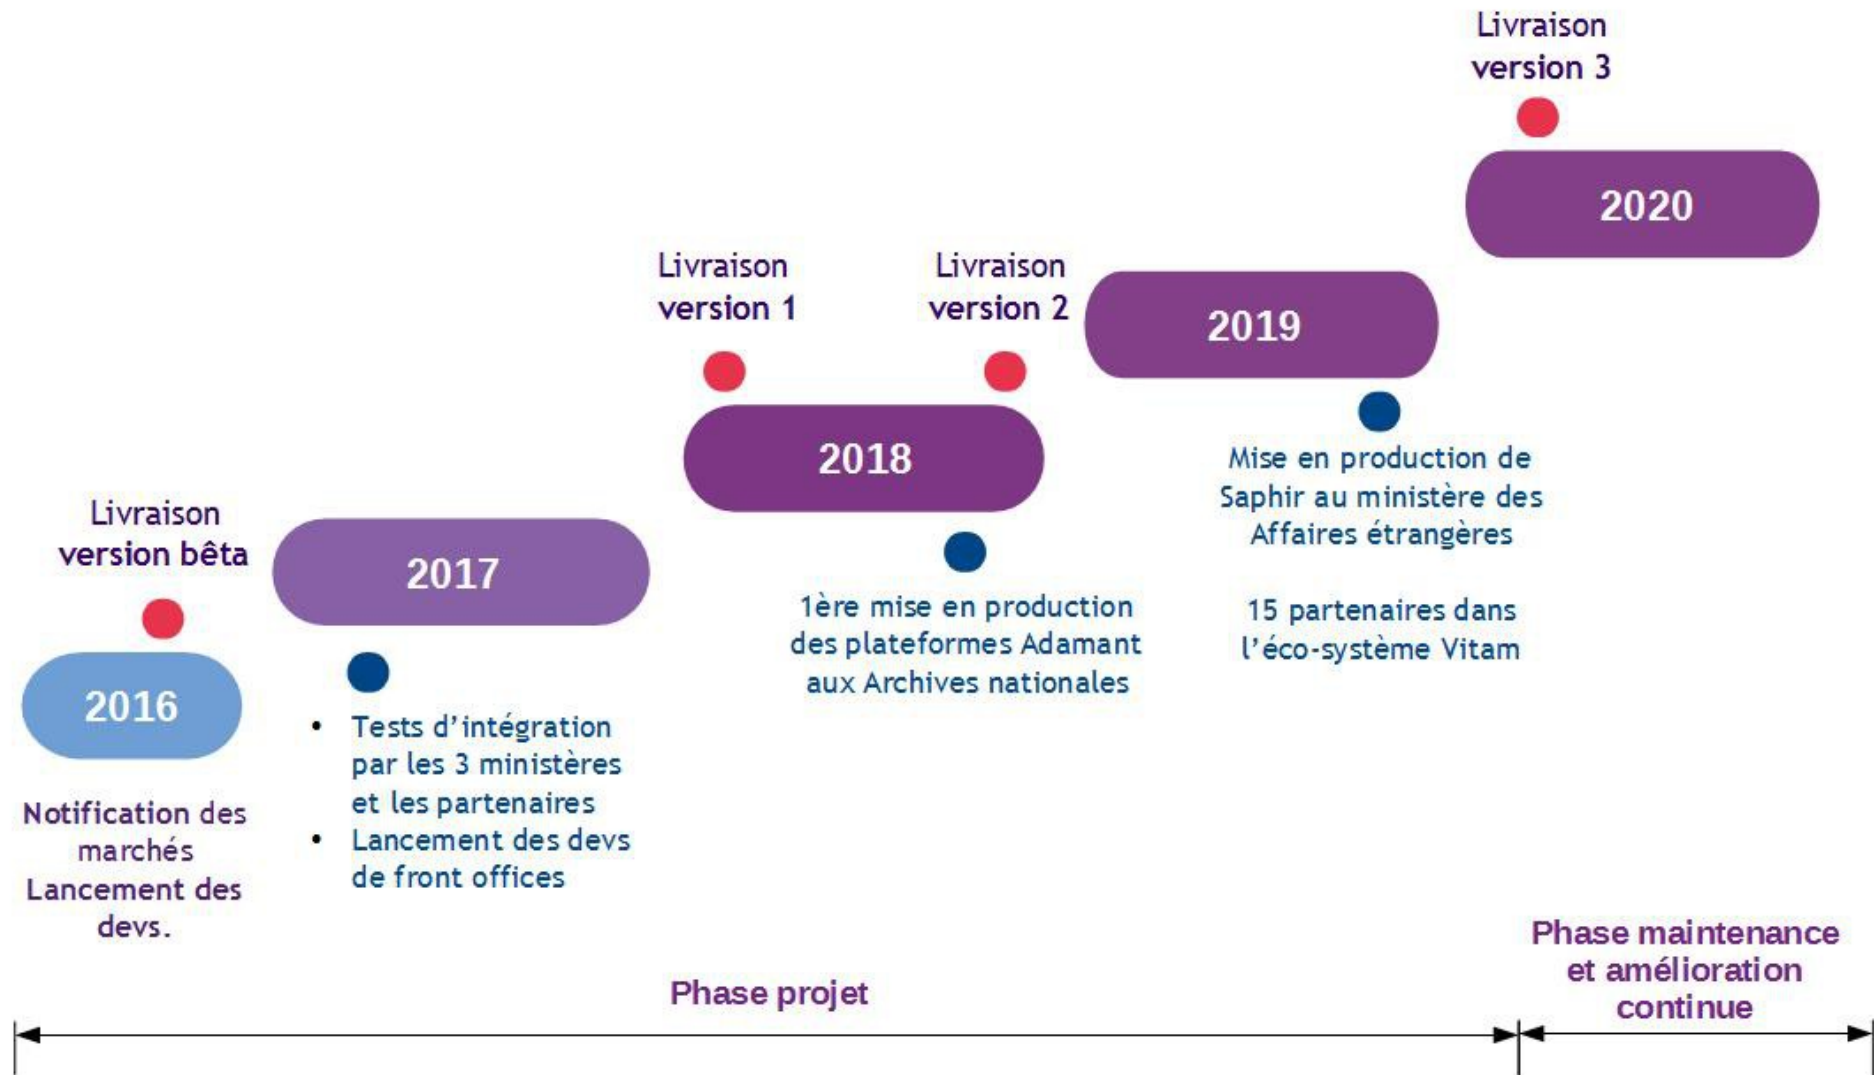 Livraison
version bêta
2016
Notification des
marchés
Lancement des
devs.
2017
• Tests d’intégration
par les 3 ministères
et les partenaires
• Lancement des devs
de front offices
Livraison
version 1
Livraison
version 2
2018
1ère mise en production
des plateformes Adamant
aux Archives nationales
2019
Mise en production de
Saphir au ministère des
Affaires étrangères
15 partenaires dans
l’éco-système Vitam
Livraison
version 3
2020
Phase projet
Phase maintenance
et amélioration
continue